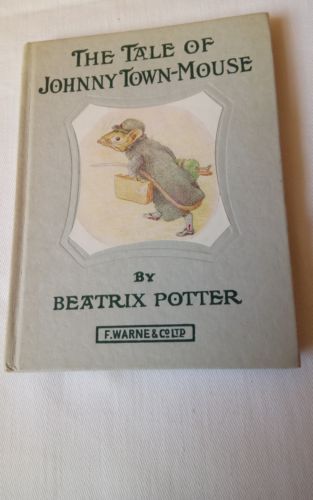 THE TALE OF
JOHNNY TOWN-MOUSE
BY
BEATRIX POTTER
F. WARNE & Co LTD